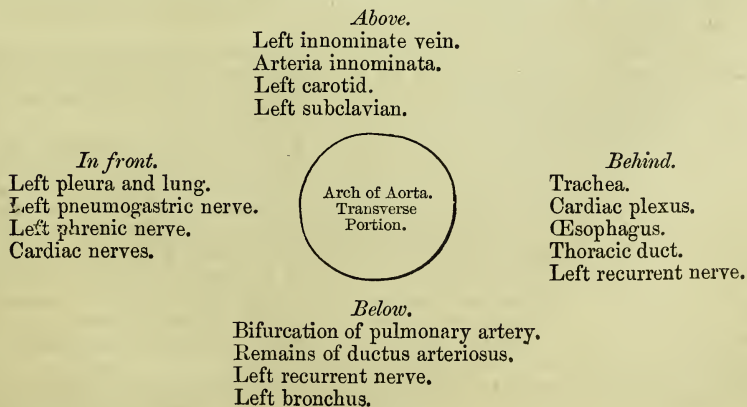 Above.
Left innominate vein.
Arteria innominata.
Left carotid.
Left subclavian.
In front.
Left pleura and lung.
Left pneumogastric nerve.
Left phrenic nerve.
Cardiac nerves.
Arch of Aorta.
Transverse
Portion.
Behind.
Trachea.
Cardiac plexus.
Œsophagus.
Thoracic duct.
Left recurrent nerve.
Below.
Bifurcation of pulmonary artery.
Remains of ductus arteriosus.
Left recurrent nerve.
Left bronchus.